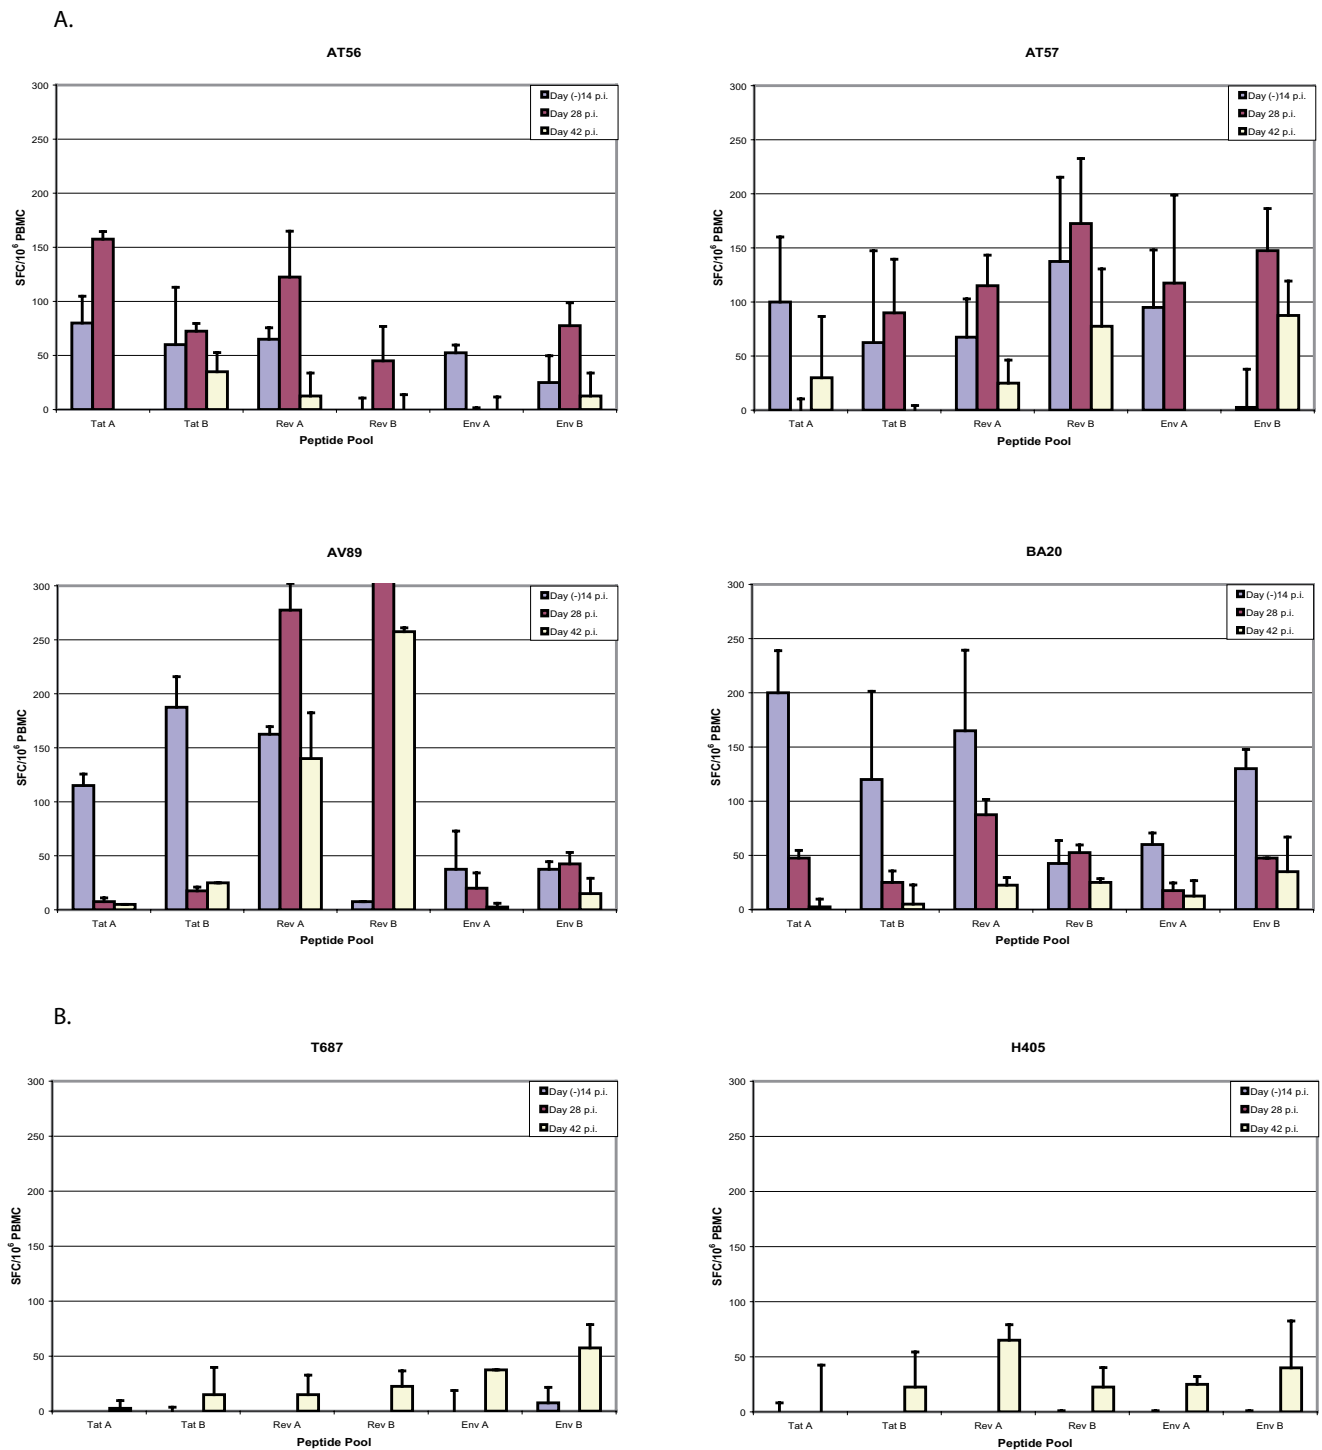 A.
AT56
300
250
200
150
100
50
0
SFC/10⁶ PBMC
Day (-)14 p.i.
Day 28 p.i.
Day 42 p.i.
Tat A Tat B Rev A Rev B Env A Env B
Peptide Pool
AT57
300
250
200
150
100
50
0
SFC/10⁶ PBMC
Day (-)14 p.i.
Day 28 p.i.
Day 42 p.i.
Tat A Tat B Rev A Rev B Env A Env B
Peptide Pool
AV89
300
250
200
150
100
50
0
SFC/10⁶ PBMC
Day (-)14 p.i.
Day 28 p.i.
Day 42 p.i.
Tat A Tat B Rev A Rev B Env A Env B
Peptide Pool
BA20
300
250
200
150
100
50
0
SFC/10⁶ PBMC
Day (-)14 p.i.
Day 28 p.i.
Day 42 p.i.
Tat A Tat B Rev A Rev B Env A Env B
Peptide Pool
B.
T687
300
250
200
150
100
50
0
SFC/10⁶ PBMC
Day (-)14 p.i.
Day 28 p.i.
Day 42 p.i.
Tat A Tat B Rev A Rev B Env A Env B
Peptide Pool
H405
300
250
200
150
100
50
0
SFC/10⁶ PBMC
Day (-)14 p.i.
Day 28 p.i.
Day 42 p.i.
Tat A Tat B Rev A Rev B Env A Env B
Peptide Pool